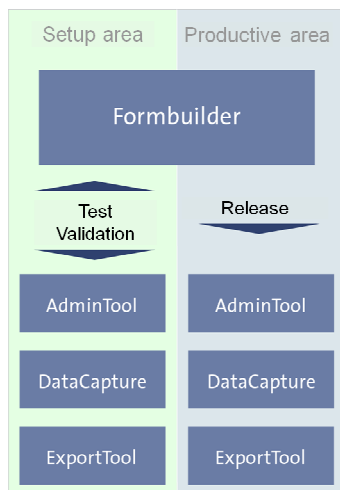 Setup area
Productive area
Formbuilder
Test
Validation
Release
AdminTool
AdminTool
DataCapture
DataCapture
ExportTool
ExportTool